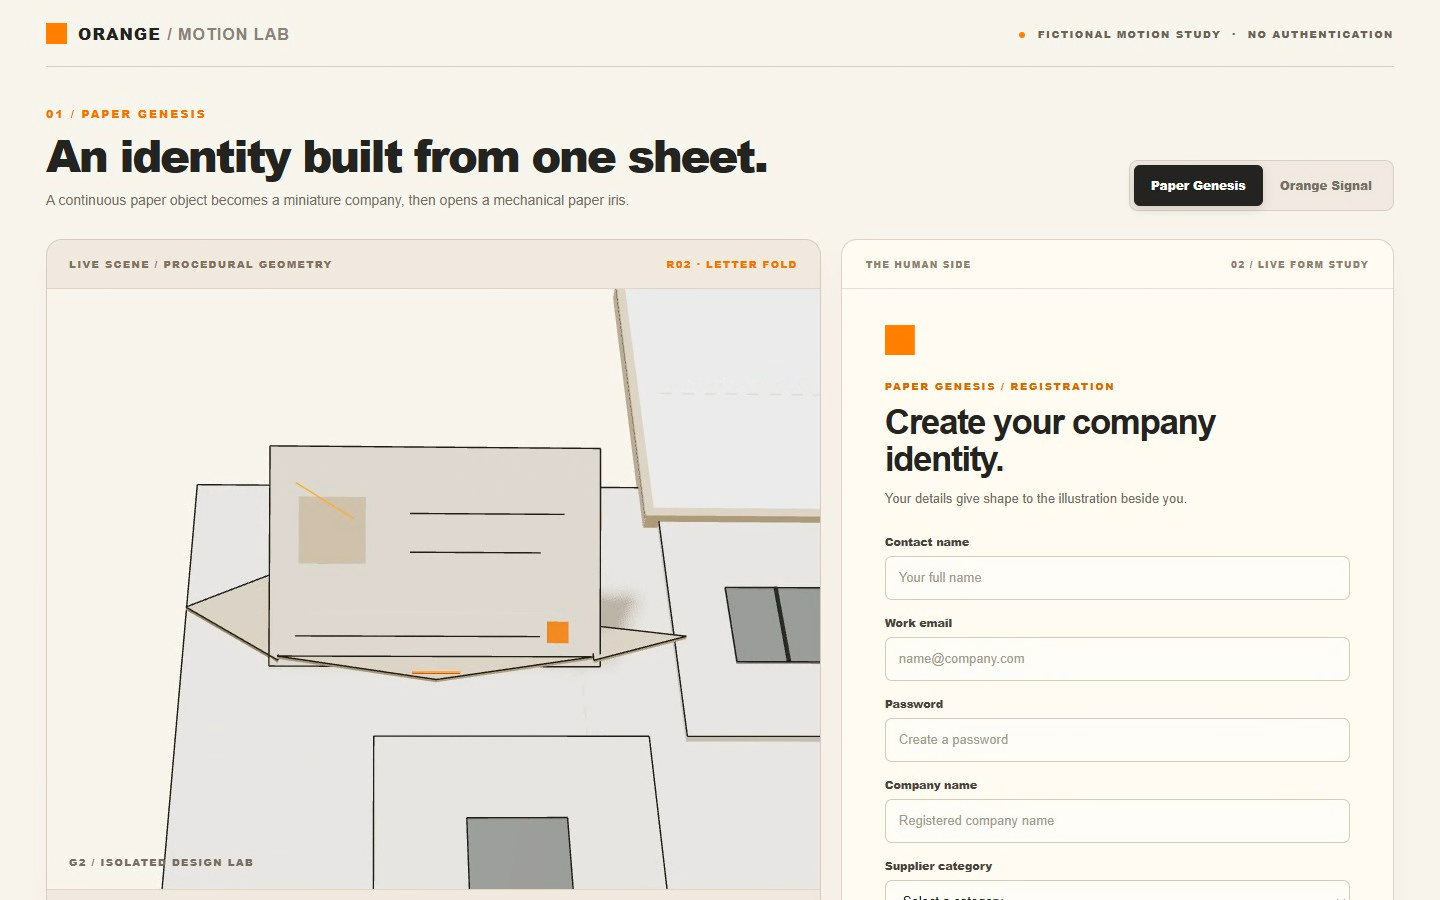 ORANGE / MOTION LAB
FICTIONAL MOTION STUDY · NO AUTHENTICATION
01 / PAPER GENESIS
An identity built from one sheet.
A continuous paper object becomes a miniature company, then opens a mechanical paper iris.
Paper Genesis
Orange Signal
LIVE SCENE / PROCEDURAL GEOMETRY
R02 · LETTER FOLD
G2 / ISOLATED DESIGN LAB
THE HUMAN SIDE
02 / LIVE FORM STUDY
PAPER GENESIS / REGISTRATION
Create your company
identity.
Your details give shape to the illustration beside you.
Contact name
Your full name
Work email
name@company.com
Password
Create a password
Company name
Registered company name
Supplier category
Select a category